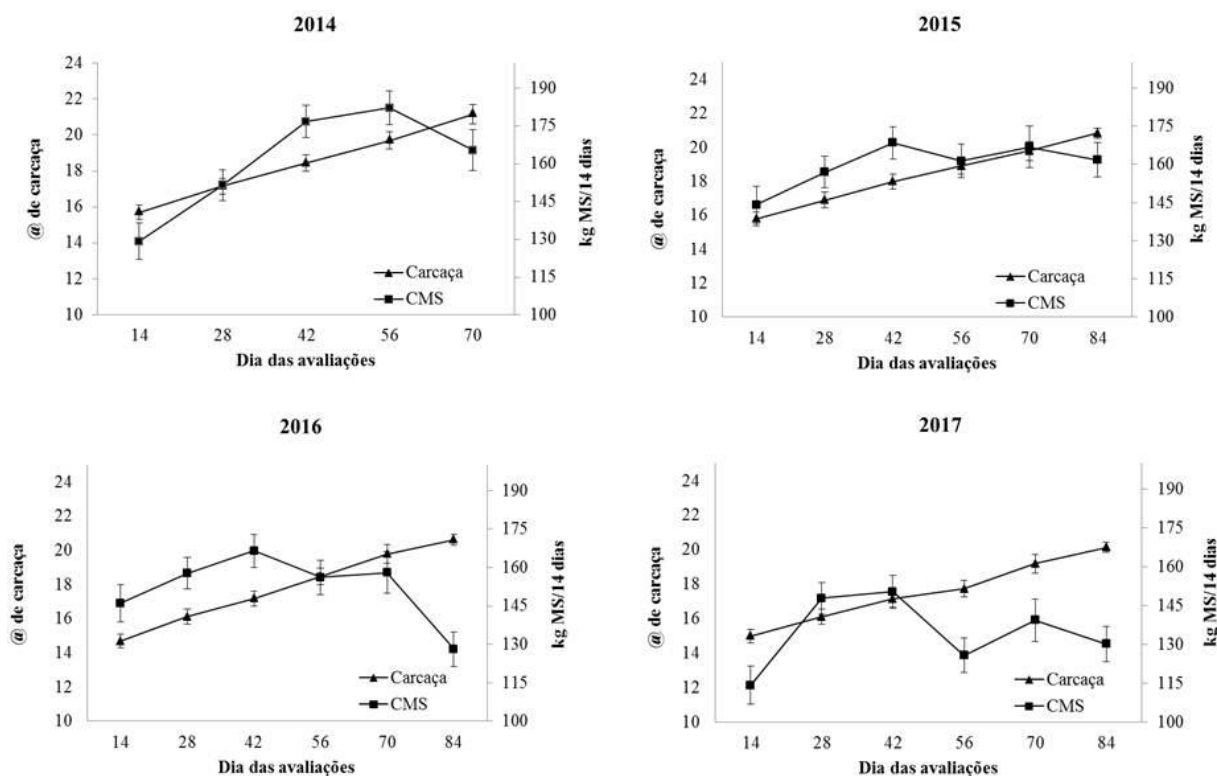 2014
24
22
20
18
16
14
12
10
@ de carcaça
190
175
160
145
130
115
100
kg MS/14 dias
Carcaça
CMS
14 28 42 56 70
Dia das avaliações
2015
24
22
20
18
16
14
12
10
@ de carcaça
190
175
160
145
130
115
100
kg MS/14 dias
Carcaça
CMS
14 28 42 56 70 84
Dia das avaliações
2016
24
22
20
18
16
14
12
10
@ de carcaça
190
175
160
145
130
115
100
kg MS/14 dias
Carcaça
CMS
14 28 42 56 70 84
Dia das avaliações
2017
24
22
20
18
16
14
12
10
@ de carcaça
190
175
160
145
130
115
100
kg MS/14 dias
Carcaça
CMS
14 28 42 56 70 84
Dia das avaliações